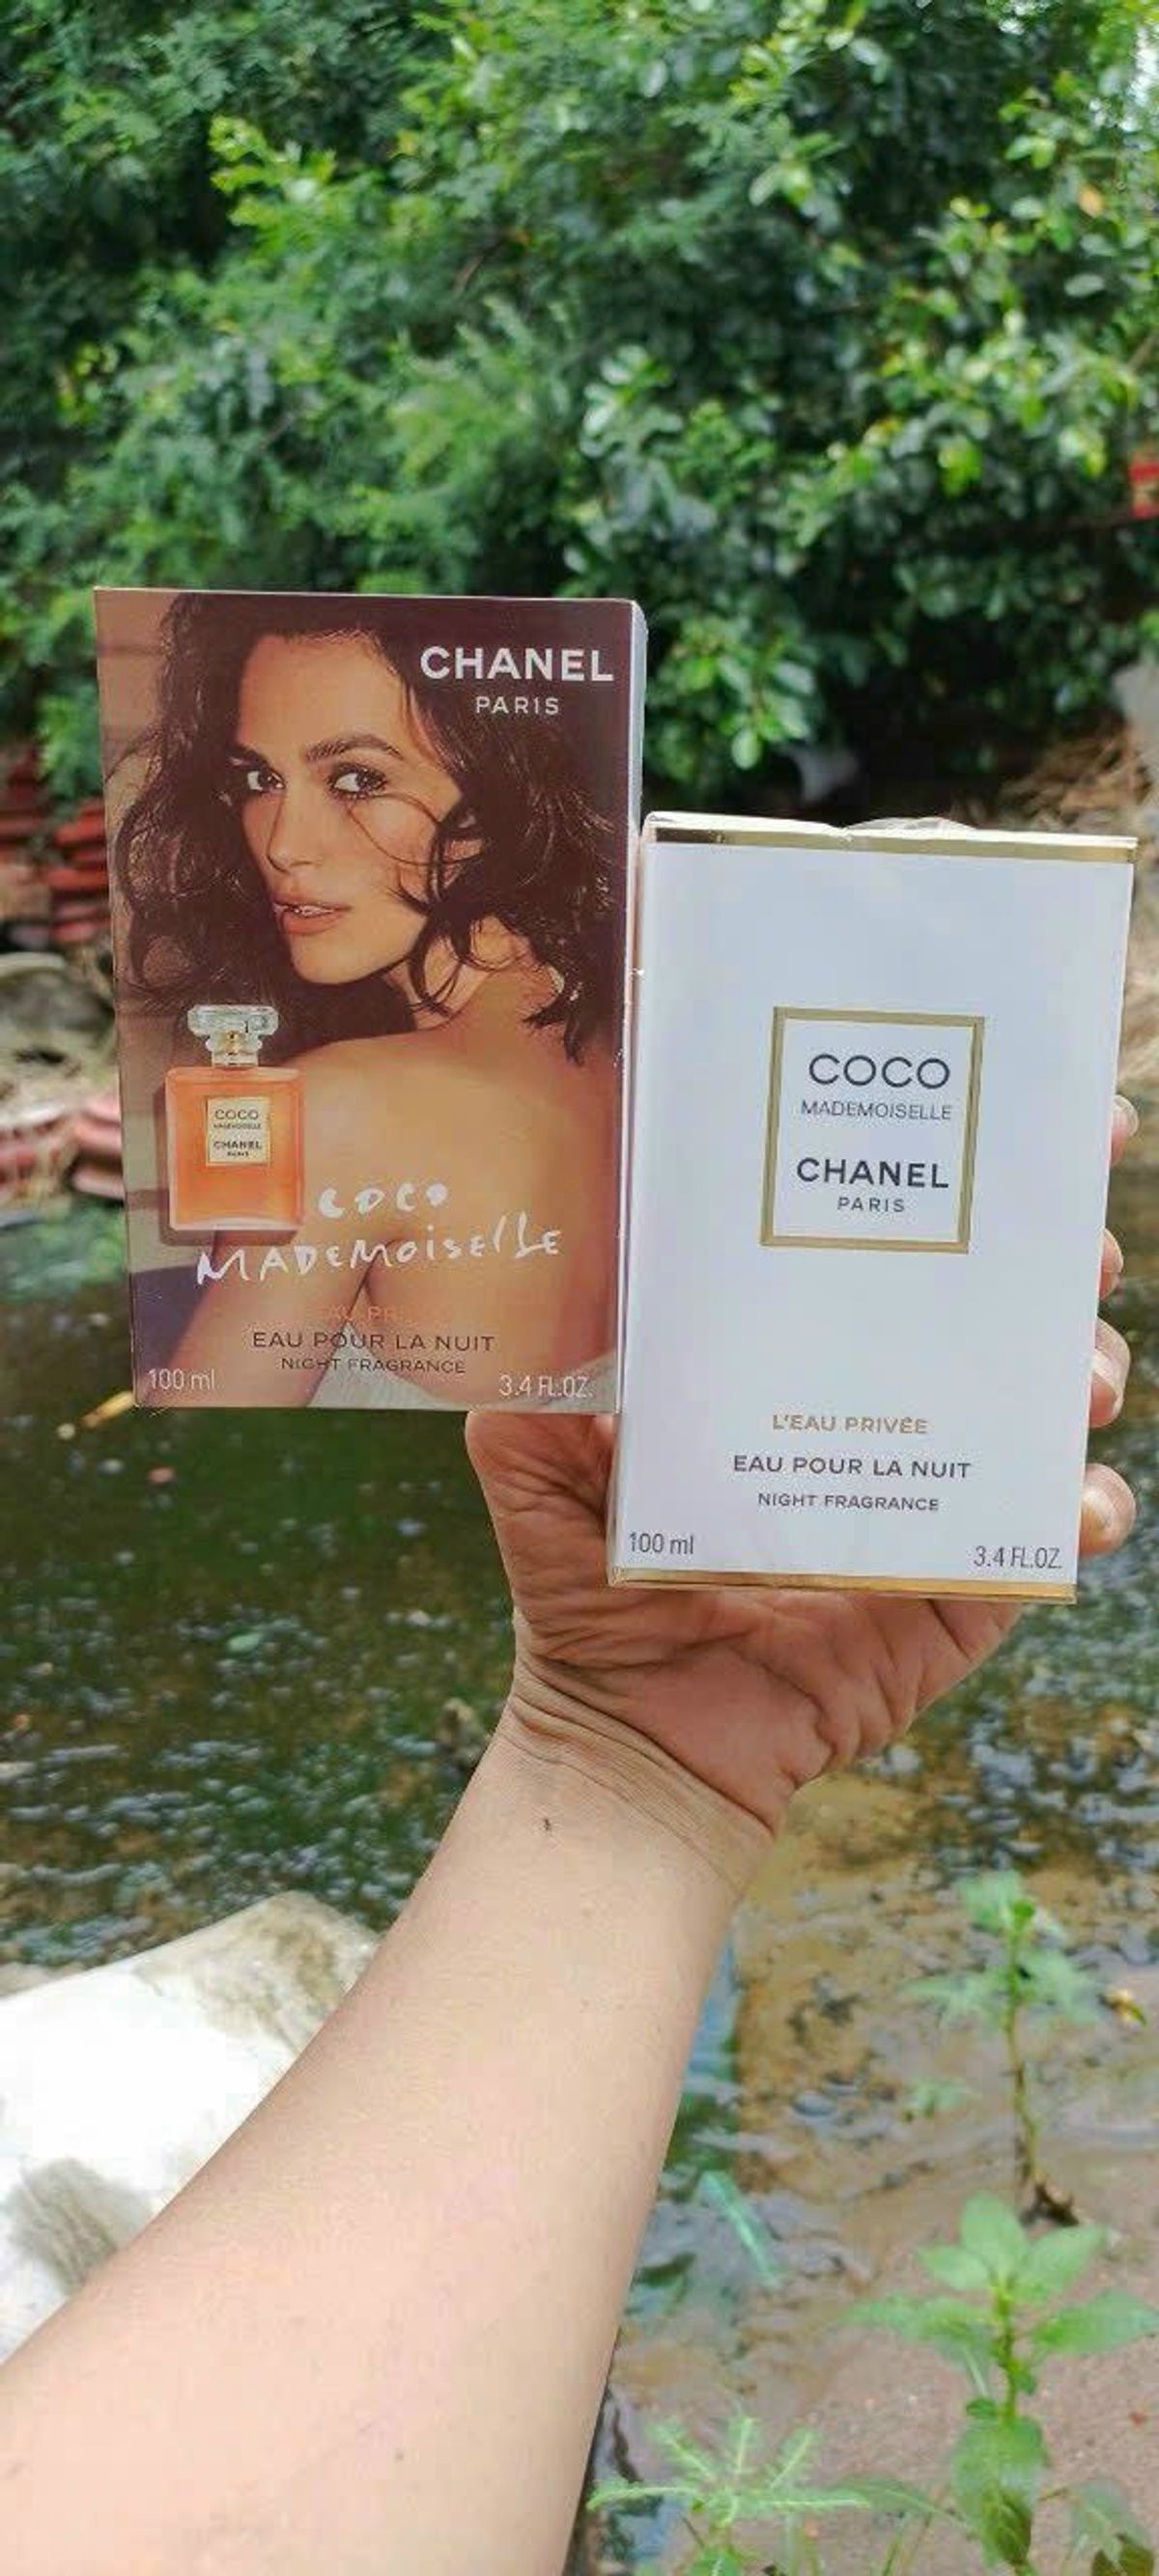 CHANEL
PARIS
COCO
MADEMOISELLE
CHANEL
PARIS
COCO
MADEMOISELLE
EAU POUR LA NUIT
NIGHT FRAGRANCE
100 ml
3.4 FL.OZ.
COCO
MADEMOISELLE
CHANEL
PARIS
L'EAU PRIVÉE
EAU POUR LA NUIT
NIGHT FRAGRANCE
100 ml
3.4 FL.OZ.